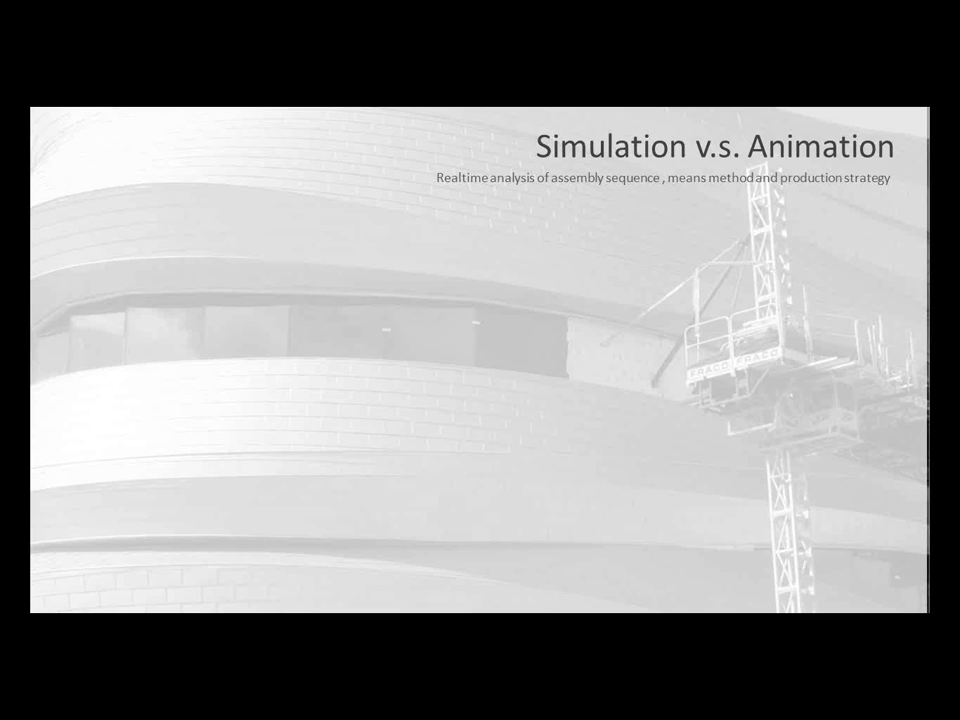 Simulation v.s. Animation
Realtime analysis of assembly sequence , means method and production strategy
FRACO FRACO